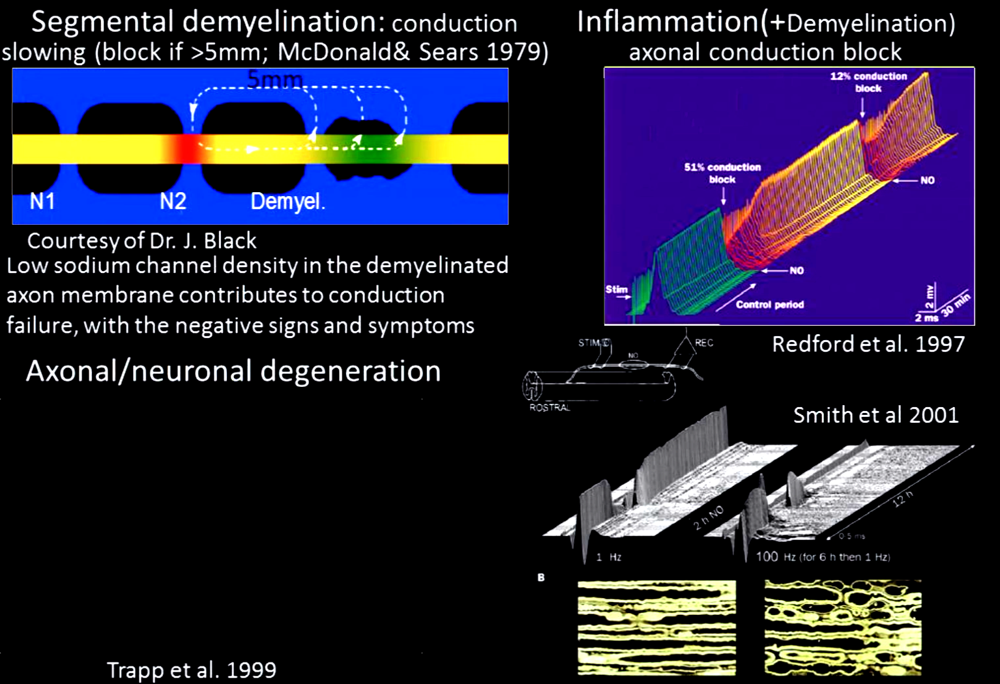 Segmental demyelination: conduction
slowing (block if >5mm; McDonald& Sears 1979)
5mm
N1
N2
Demyel.
Courtesy of Dr. J. Black
Low sodium channel density in the demyelinated
axon membrane contributes to conduction
failure, with the negative signs and symptoms
Axonal/neuronal degeneration
Trapp et al. 1999
Inflammation(+Demyelination)
axonal conduction block
12% conduction
block
51% conduction
block
NO
NO
Stim
Control period
2 mv
30 min
2 ms
Redford et al. 1997
STIM
REC
NO
ROSTRAL
Smith et al 2001
2 h NO
12 h
0·5 ms
1 Hz
100 Hz (for 6 h then 1 Hz)
B